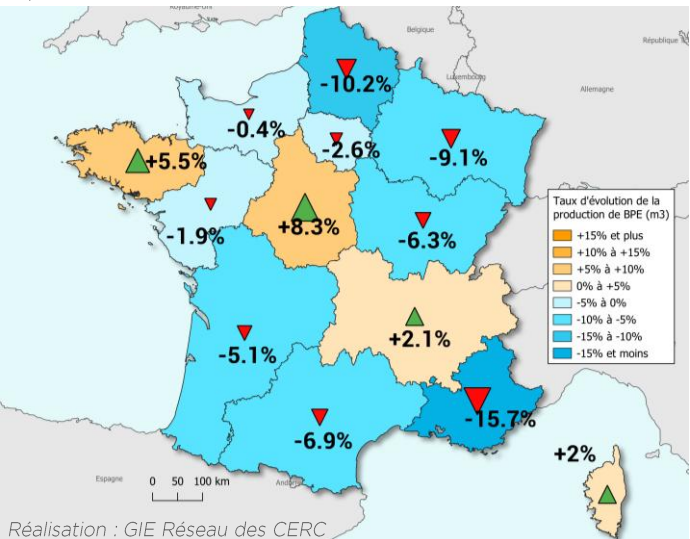 Royaume-Uni
Belgique
République
Luxembourg
Allemagne
-10.2%
-0.4%
-2.6%
-9.1%
+5.5%
-1.9%
+8.3%
-6.3%
Taux d'évolution de la
production de BPE (m3)
+15% et plus
+10% à +15%
+5% à +10%
0% à +5%
-5% à 0%
-10% à -5%
-15% à -10%
-15% et moins
+2.1%
-5.1%
-15.7%
-6.9%
+2%
Espagne
0 50 100 km
Réalisation : GIE Réseau des CERC